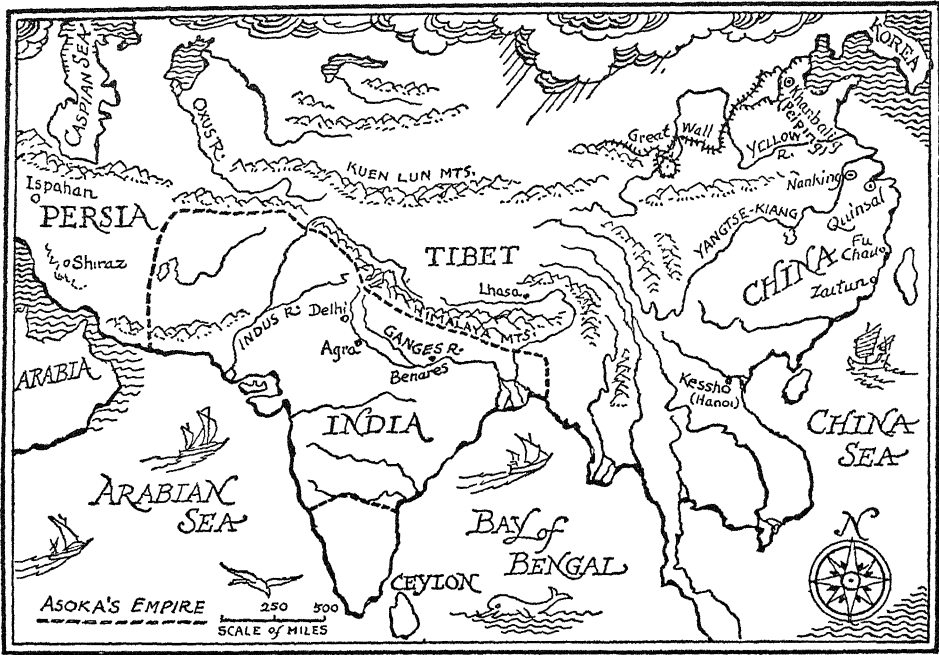 CASPIAN SEA
OXUS R.
KOREA
Khanbalig
(Peiping)
Great Wall
YELLOW
R.
KUEN LUN MTS.
Ispahan
PERSIA
Nanking
Quinsai
YANGTSE-KIANG
TIBET
Shiraz
CHINA
Fu
Chau
Zaitun
Lhasa
INDUS R.
Delhi
HIMALAYA MTS.
Agra
GANGES R.
Benares
ARABIA
Kessho
(Hanoi)
INDIA
CHINA
SEA
ARABIAN
SEA
BAY of
BENGAL
N
CEYLON
ASOKA'S EMPIRE
250 500
SCALE of MILES